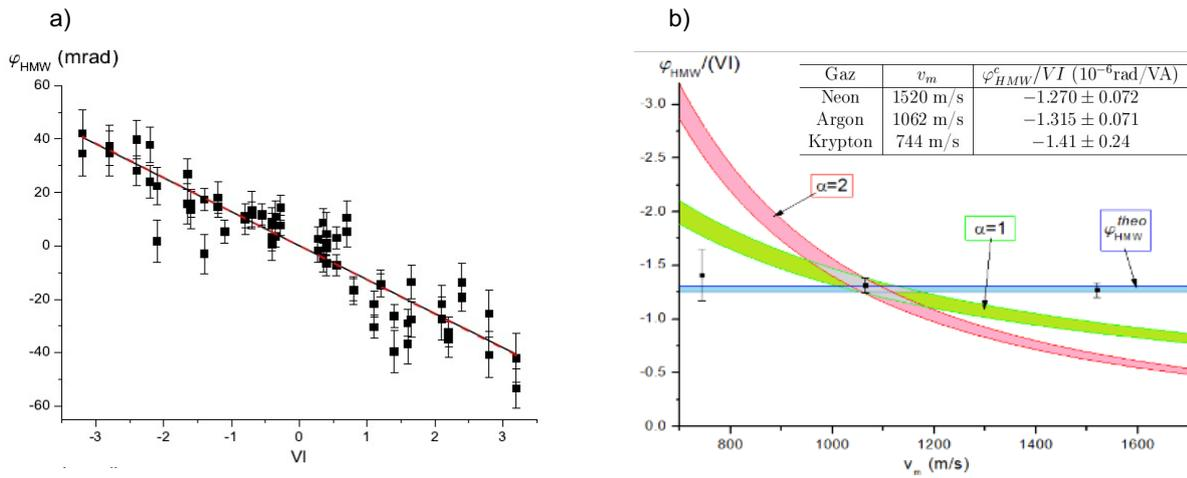 a)
φHMW (mrad)
60
40
20
0
-20
-40
-60
-3 -2 -1 0 1 2 3
VI
b)
φHMW/(VI)
Gaz vm φᶜHMW/VI (10⁻⁶rad/VA)
Neon 1520 m/s −1.270 ± 0.072
Argon 1062 m/s −1.315 ± 0.071
Krypton 744 m/s −1.41 ± 0.24
-3.0
-2.5
-2.0
-1.5
-1.0
-0.5
0.0
α=2
α=1
φtheoHMW
800 1000 1200 1400 1600
vm (m/s)